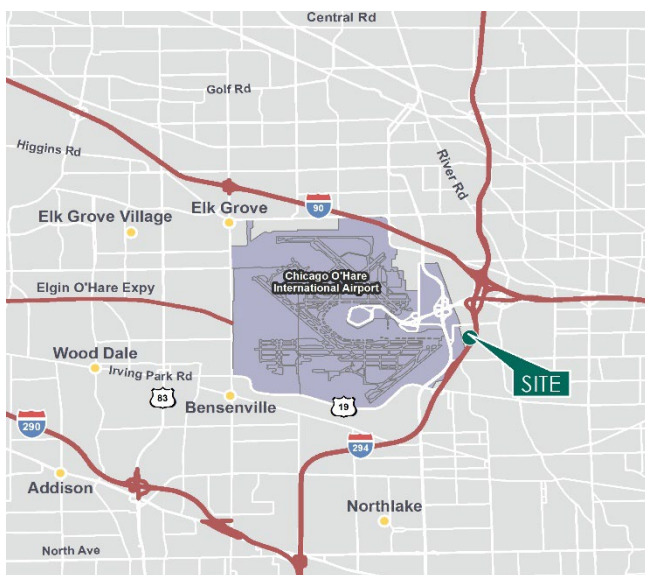 Central Rd
Golf Rd
Higgins Rd
River Rd
Elk Grove Village
Elk Grove
90
Chicago O'Hare
International Airport
Elgin O'Hare Expy
Wood Dale
Irving Park Rd
83
SITE
Bensenville
19
290
294
Addison
Northlake
North Ave